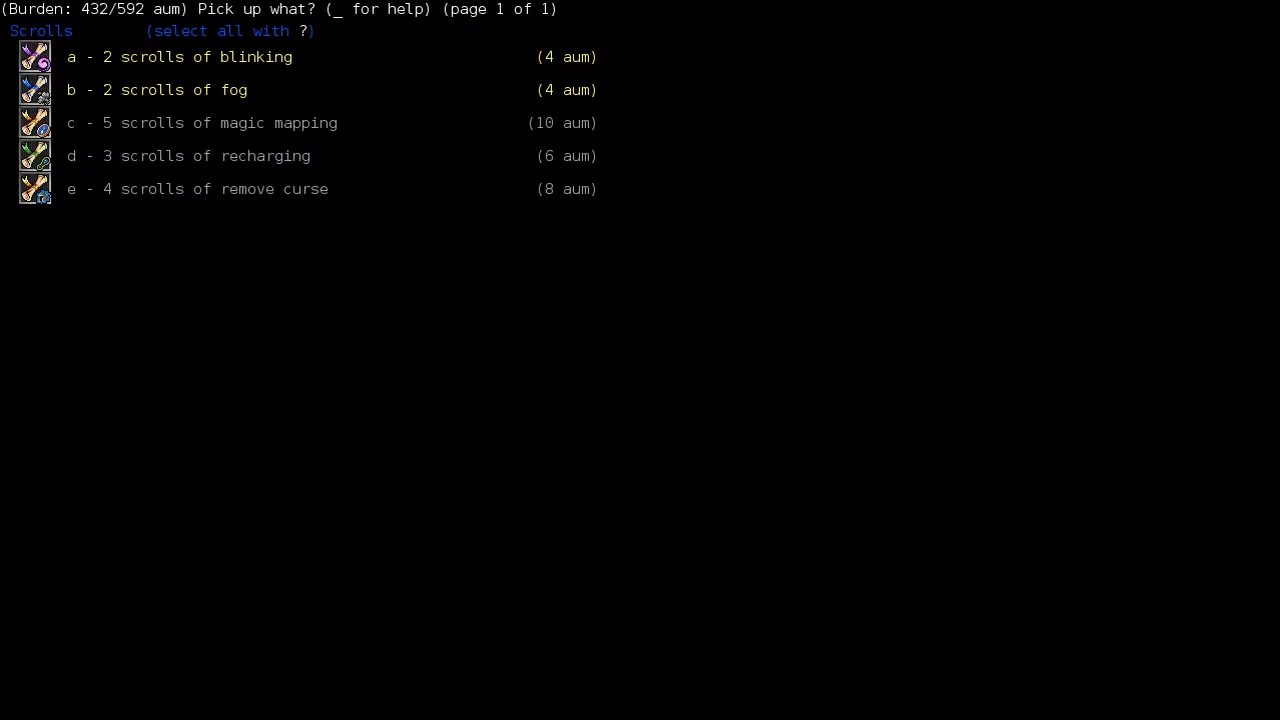 (Burden: 432/592 aum) Pick up what? (_ for help) (page 1 of 1)
Scrolls (select all with ?)
a - 2 scrolls of blinking (4 aum)
b - 2 scrolls of fog (4 aum)
c - 5 scrolls of magic mapping (10 aum)
d - 3 scrolls of recharging (6 aum)
e - 4 scrolls of remove curse (8 aum)